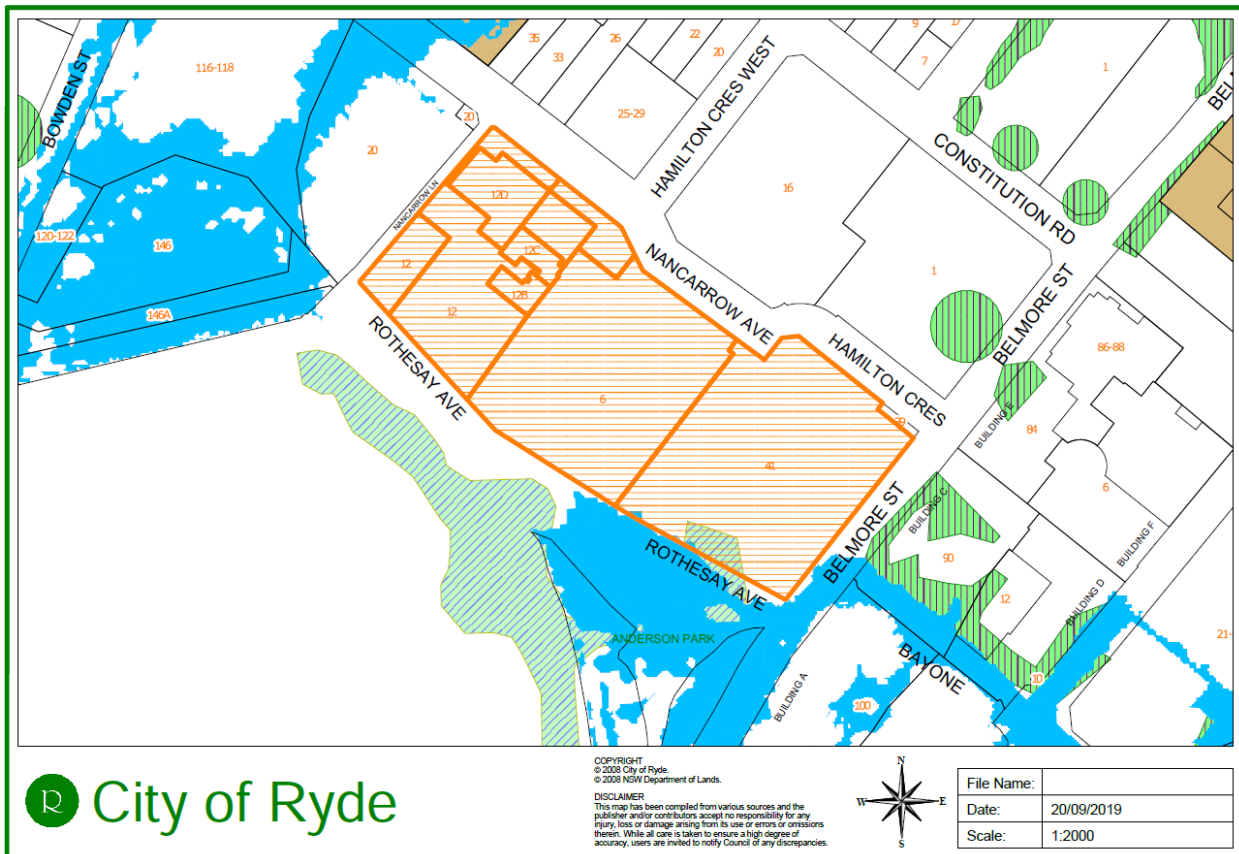 BOWDEN ST
116-118
35
33
26
22
20
9
17
7
1
25-29
HAMILTON CRES WEST
20
20
16
CONSTITUTION RD
NANCARROW LN
12D
120-122
146
12
12C
1
12B
NANCARROW AVE
BELMORE ST
146A
12
ROTHESAY AVE
HAMILTON CRES
86-88
6
39
BUILDING E
84
41
6
BUILDING C
BELMORE ST
ROTHESAY AVE
90
BUILDING F
12
BUILDING D
ANDERSON PARK
21-
BAYONE
BUILDING A
10
100
R City of Ryde
COPYRIGHT
© 2008 City of Ryde.
© 2008 NSW Department of Lands.
DISCLAIMER
This map has been compiled from various sources and the
publisher and/or contributors accept no responsibility for any
injury, loss or damage arising from its use or errors or omissions
therein. While all care is taken to ensure a high degree of
accuracy, users are invited to notify Council of any discrepancies.
N
W E
S
File Name:
Date: 20/09/2019
Scale: 1:2000